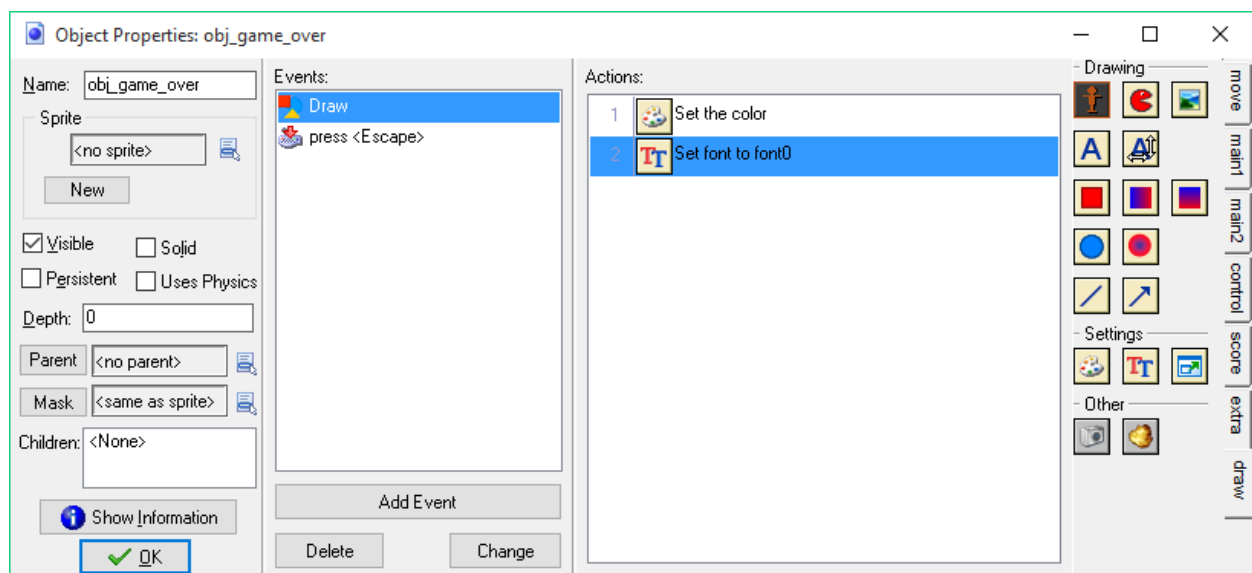 Object Properties: obj_game_over
Name: obj_game_over
Sprite
<no sprite>
New
Visible
Solid
Persistent
Uses Physics
Depth: 0
Parent <no parent>
Mask <same as sprite>
Children: <None>
Show Information
OK
Events:
Draw
press <Escape>
Add Event
Delete
Change
Actions:
1 Set the color
2 TT Set font to font0
Drawing
A
A
Settings
TT
Other
move
main1
main2
control
score
extra
draw